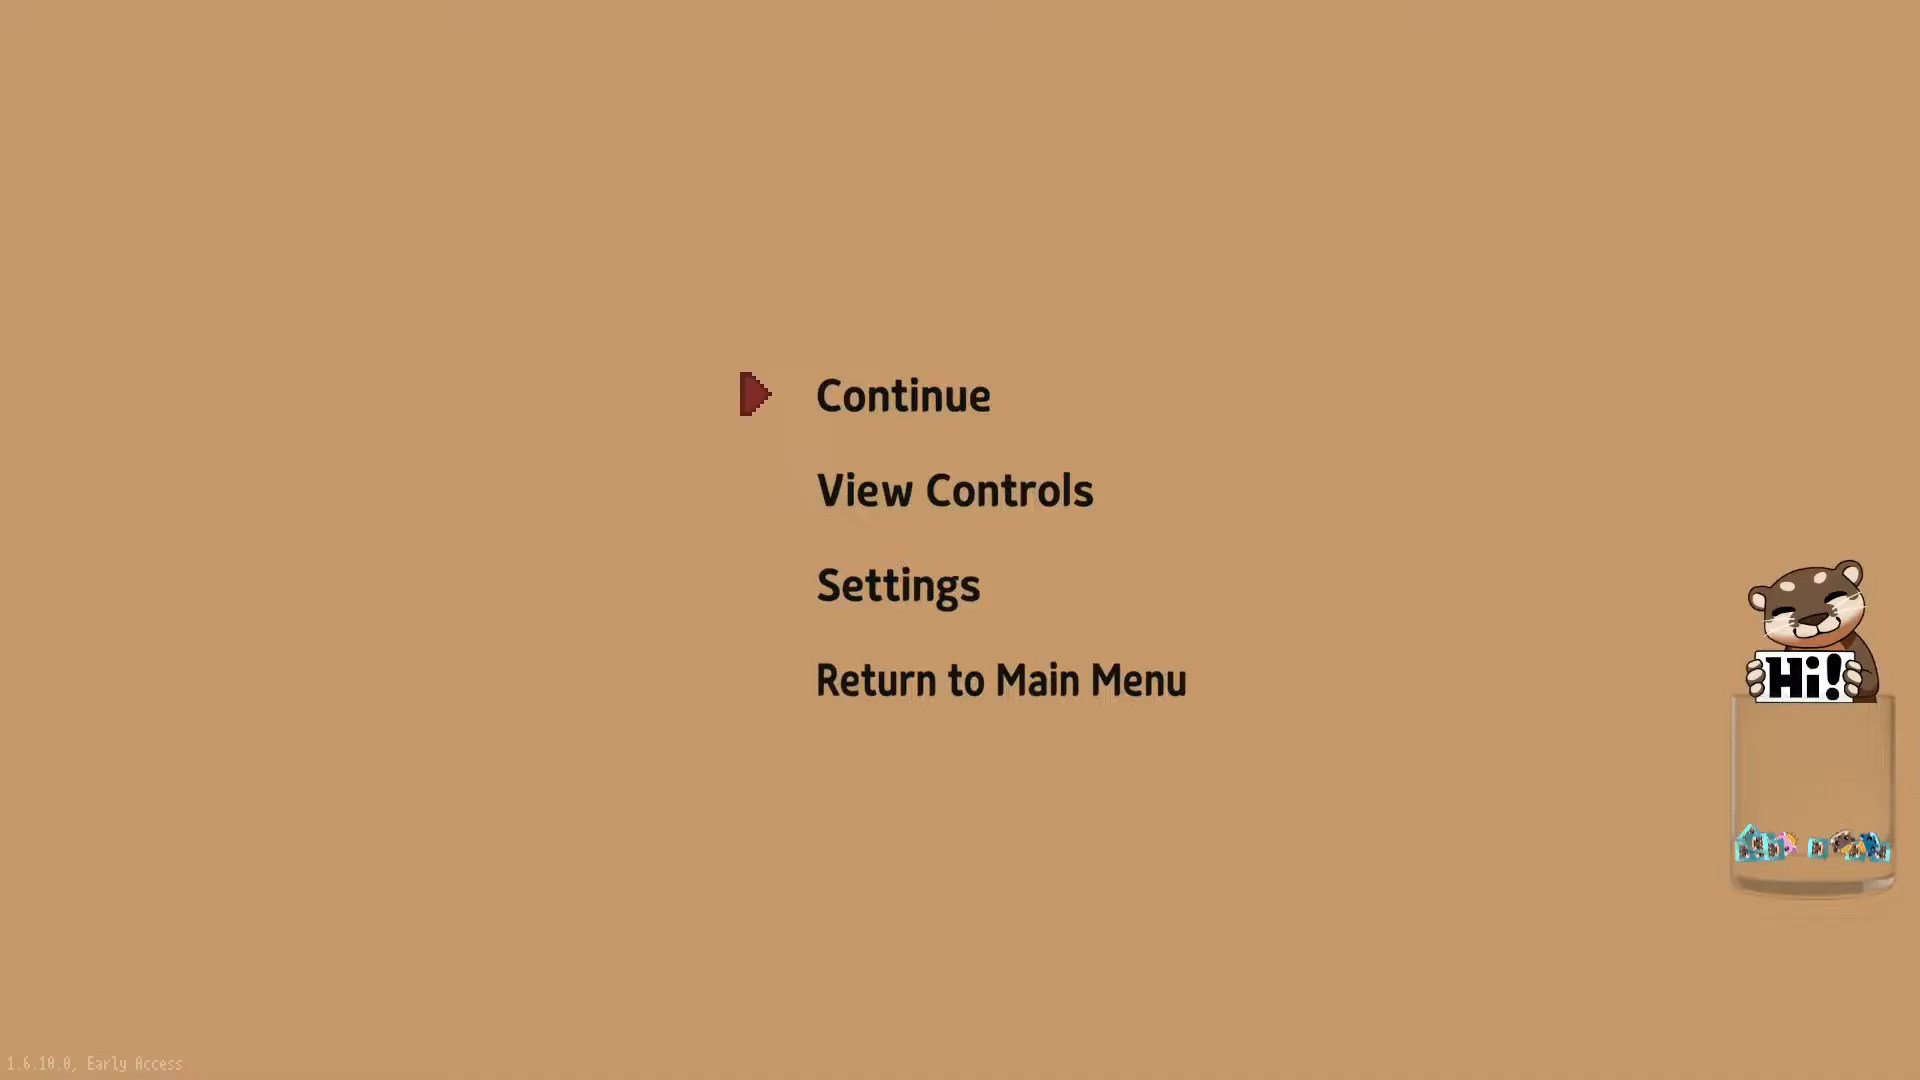 Continue
View Controls
Settings
Return to Main Menu
Hi!
1.6.10.0, Early Access